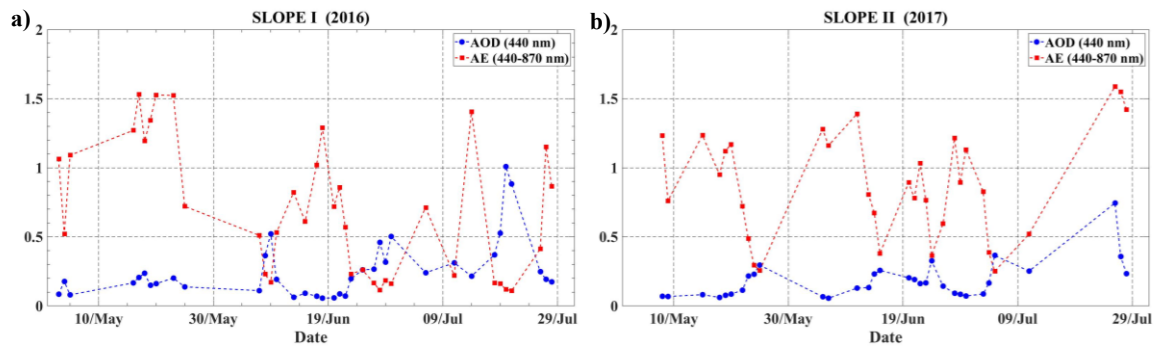 a)
SLOPE I (2016)
AOD (440 nm)
AE (440-870 nm)
2
1.5
1
0.5
0
10/May 30/May 19/Jun 09/Jul 29/Jul
Date
b)
SLOPE II (2017)
AOD (440 nm)
AE (440-870 nm)
2
1.5
1
0.5
0
10/May 30/May 19/Jun 09/Jul 29/Jul
Date